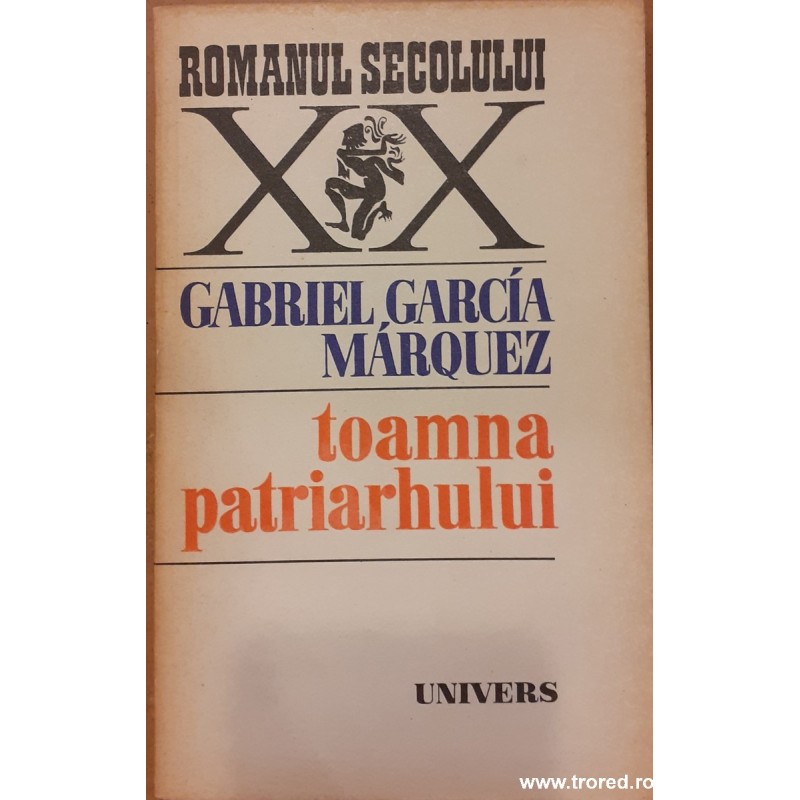 ROMANUL SECOLULUI
XX
GABRIEL GARCÍA
MÁRQUEZ
toamna
patriarhului
UNIVERS
www.trored.ro